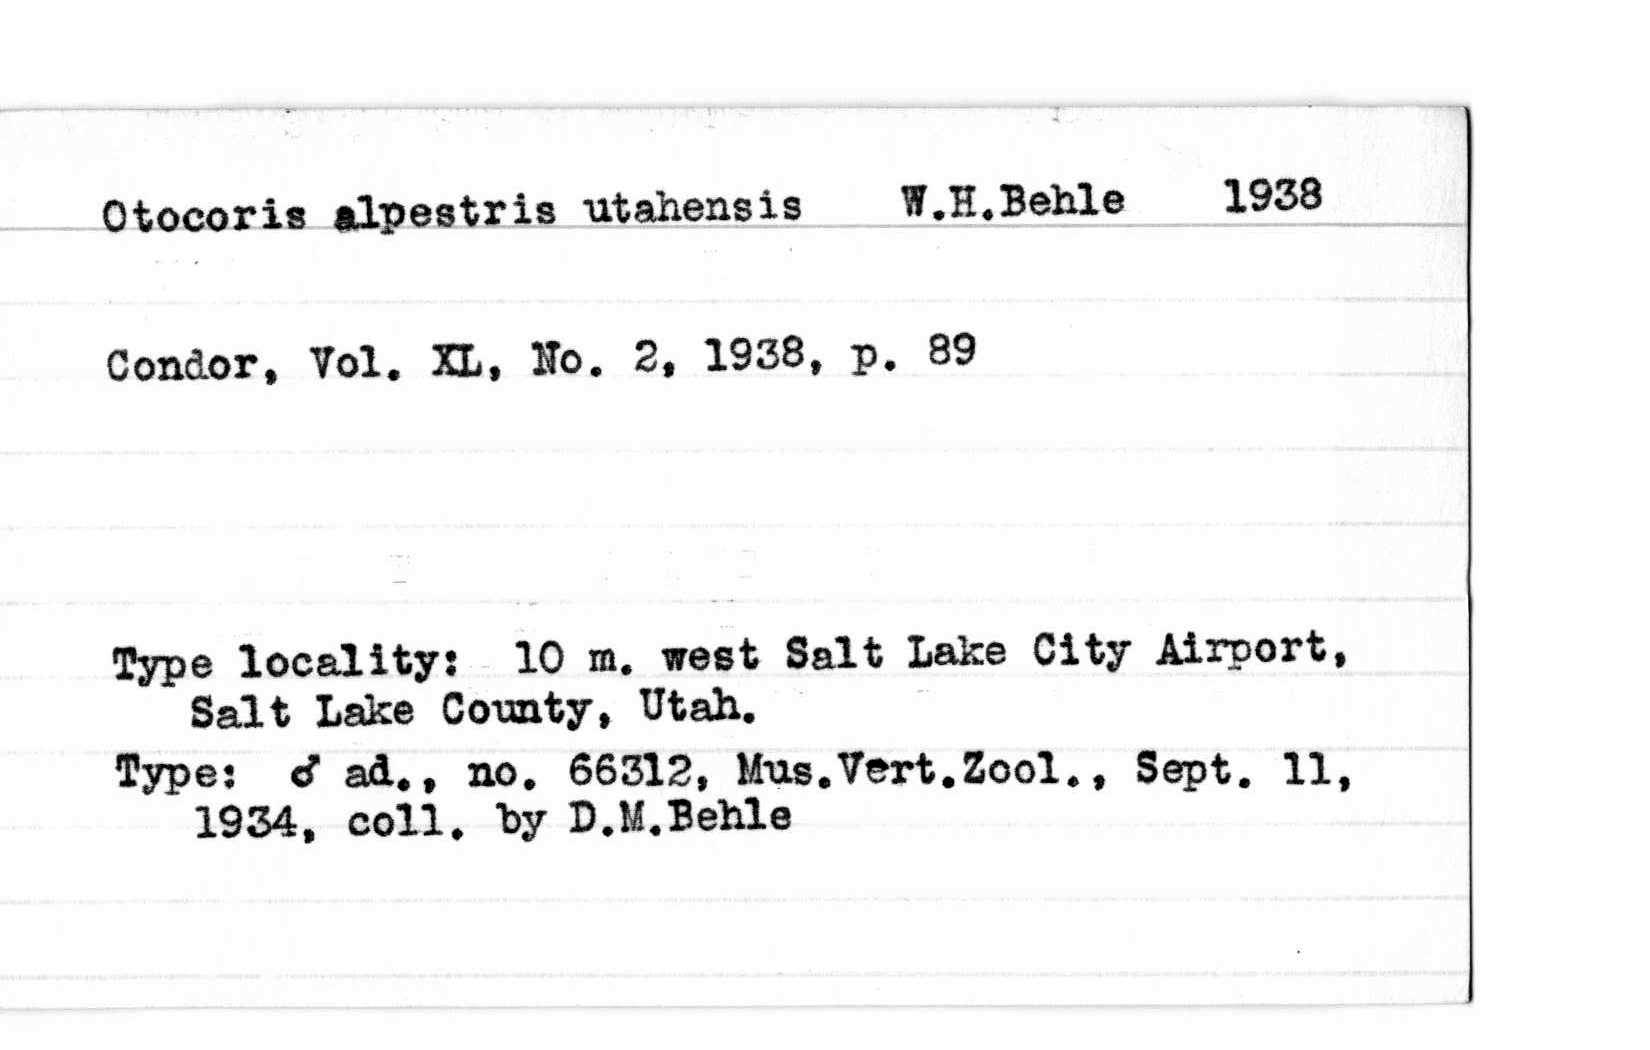 Otocoris alpestris utahensis W.H.Behle 1938
Condor, Vol. XL, No. 2, 1938, p. 89
Type locality: 10 m. west Salt Lake City Airport,
Salt Lake County, Utah.
Type: ♂ ad., no. 66312, Mus.Vert.Zool., Sept. 11,
1934, coll. by D.M.Behle